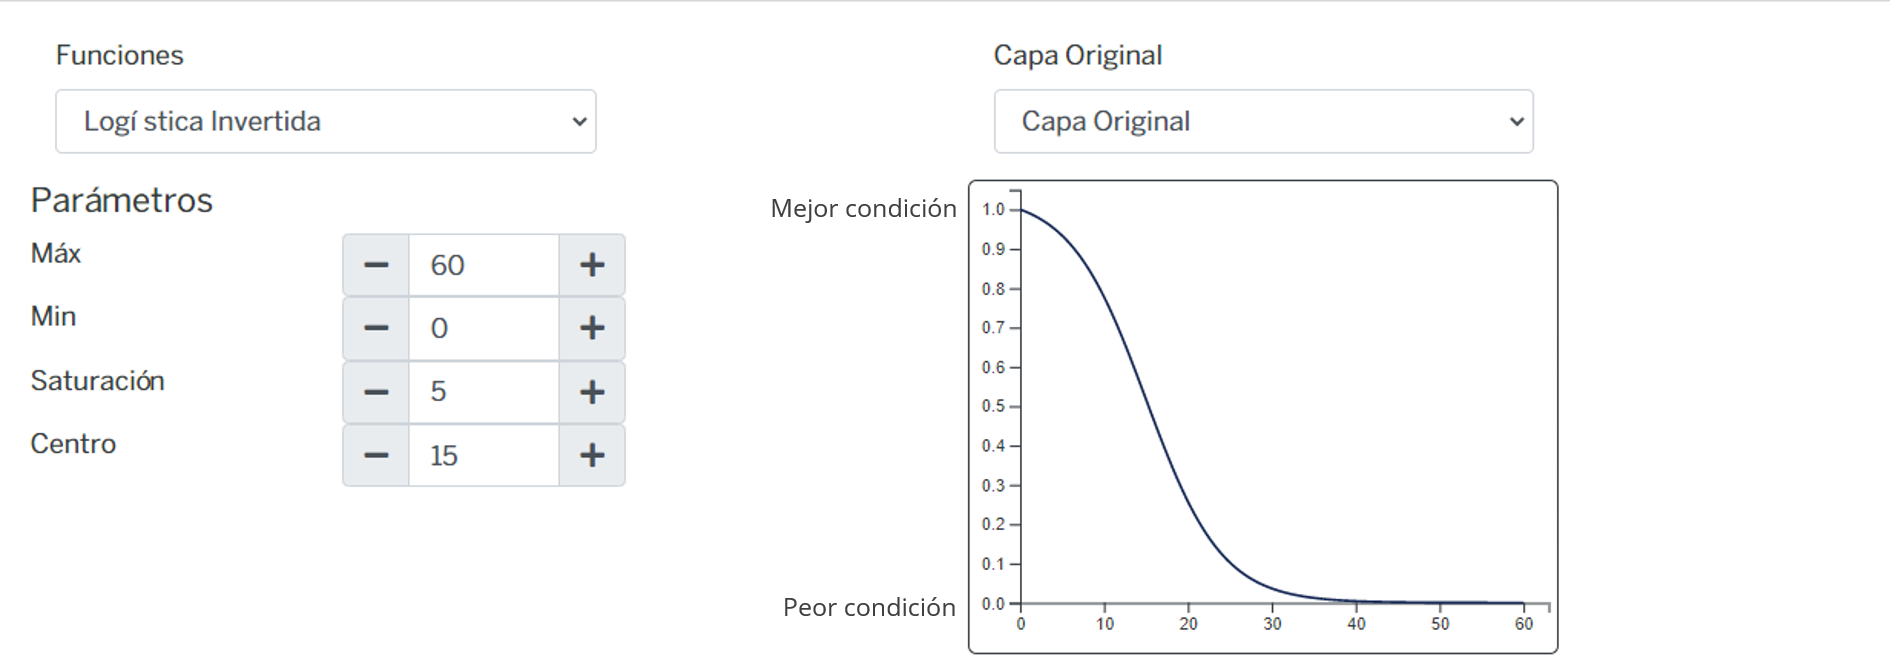 Funciones
Logí stica Invertida
Parámetros
Máx
60
Min
0
Saturación
5
Centro
15
Capa Original
Capa Original
Mejor condición
Peor condición
1.0
0.9
0.8
0.7
0.6
0.5
0.4
0.3
0.2
0.1
0.0
0 10 20 30 40 50 60